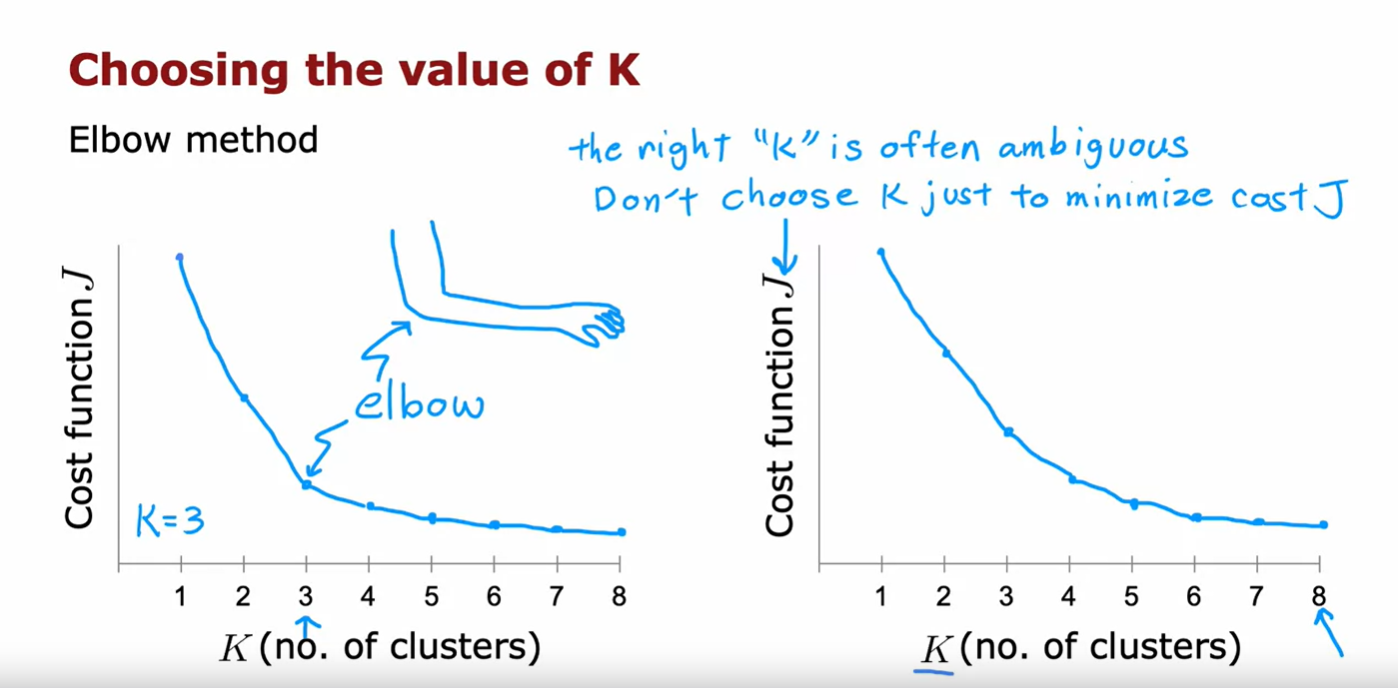 Choosing the value of K
Elbow method
the right "K" is often ambiguous
Don't choose K just to minimize cost J
Cost function J
elbow
K=3
1 2 3 4 5 6 7 8
K (no. of clusters)
Cost function J
1 2 3 4 5 6 7 8
K (no. of clusters)